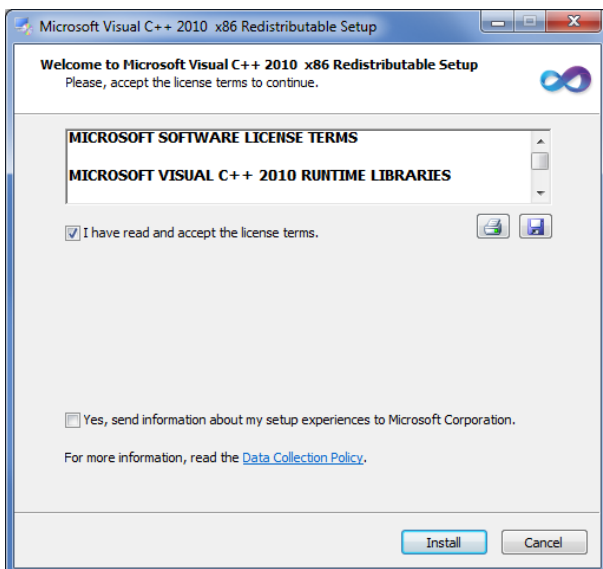 Microsoft Visual C++ 2010 x86 Redistributable Setup
Welcome to Microsoft Visual C++ 2010 x86 Redistributable Setup
Please, accept the license terms to continue.
MICROSOFT SOFTWARE LICENSE TERMS
MICROSOFT VISUAL C++ 2010 RUNTIME LIBRARIES
I have read and accept the license terms.
Yes, send information about my setup experiences to Microsoft Corporation.
For more information, read the Data Collection Policy.
Install Cancel